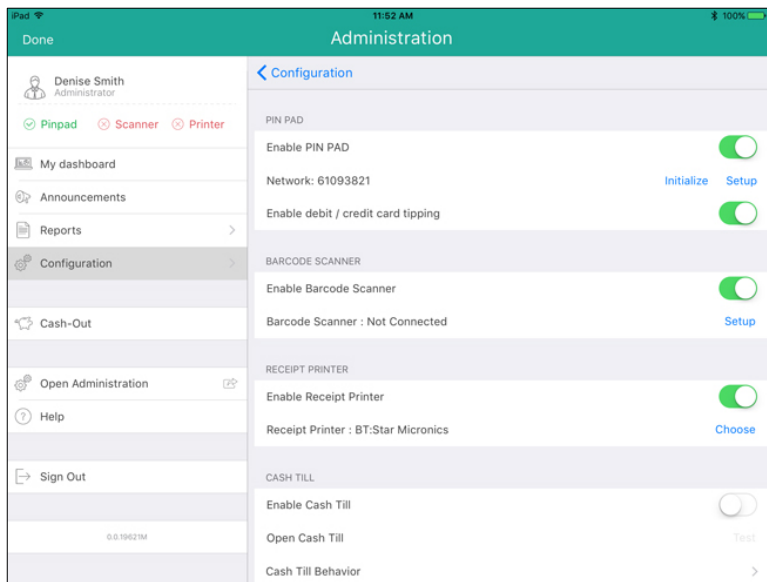 iPad 11:52 AM 100%
Done Administration
Denise Smith
Administrator
Pinpad Scanner Printer
My dashboard
Announcements
Reports
Configuration
Cash-Out
Open Administration
Help
Sign Out
0.0.19621M
Configuration
PIN PAD
Enable PIN PAD
Network: 61093821 Initialize Setup
Enable debit / credit card tipping
BARCODE SCANNER
Enable Barcode Scanner
Barcode Scanner : Not Connected Setup
RECEIPT PRINTER
Enable Receipt Printer
Receipt Printer : BT:Star Micronics Choose
CASH TILL
Enable Cash Till
Open Cash Till Test
Cash Till Behavior